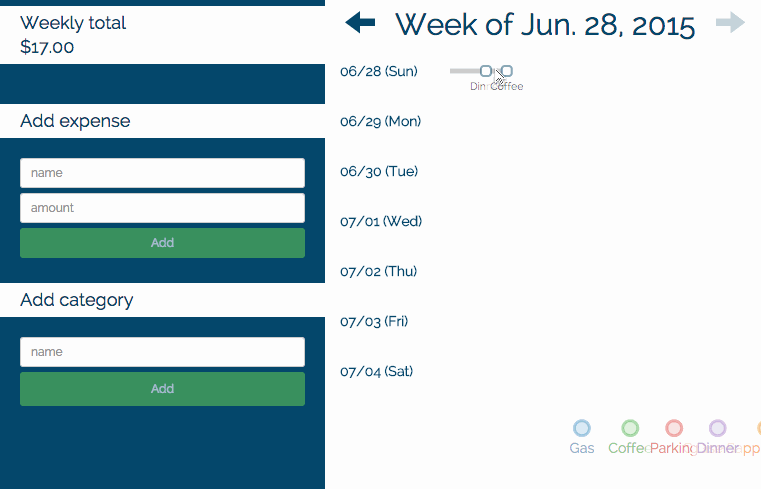 Weekly total
$17.00
Add expense
name
amount
Add
Add category
name
Add
Week of Jun. 28, 2015
06/28 (Sun)
Coffee
06/29 (Mon)
06/30 (Tue)
07/01 (Wed)
07/02 (Thu)
07/03 (Fri)
07/04 (Sat)
Gas Coffee Parking Dinner